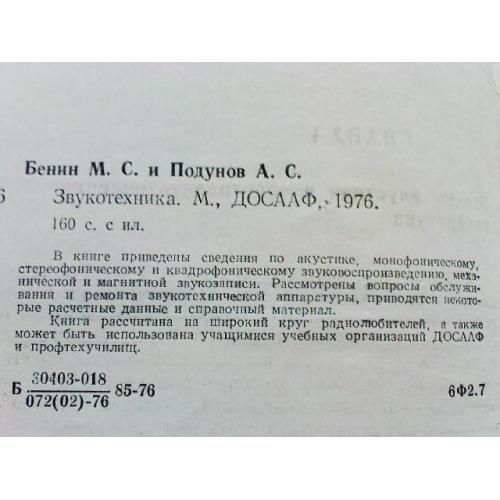 Бенин М. С. и Подунов А. С.
6 Звукотехника. М., ДОСААФ, 1976.
160 с. с ил.
В книге приведены сведения по акустике, монофоническому,
стереофоническому и квадрофоническому звуковоспроизведению, меха-
нической и магнитной звукозаписи. Рассмотрены вопросы обслужи-
вания и ремонта звукотехнической аппаратуры, приводятся некото-
рые расчетные данные и справочный материал.
Книга рассчитана на широкий круг радиолюбителей, а также
может быть использована учащимися учебных организаций ДОСААФ
и профтехучилищ.
Б 30403-018
072(02)-76 85-76 6Ф2.7